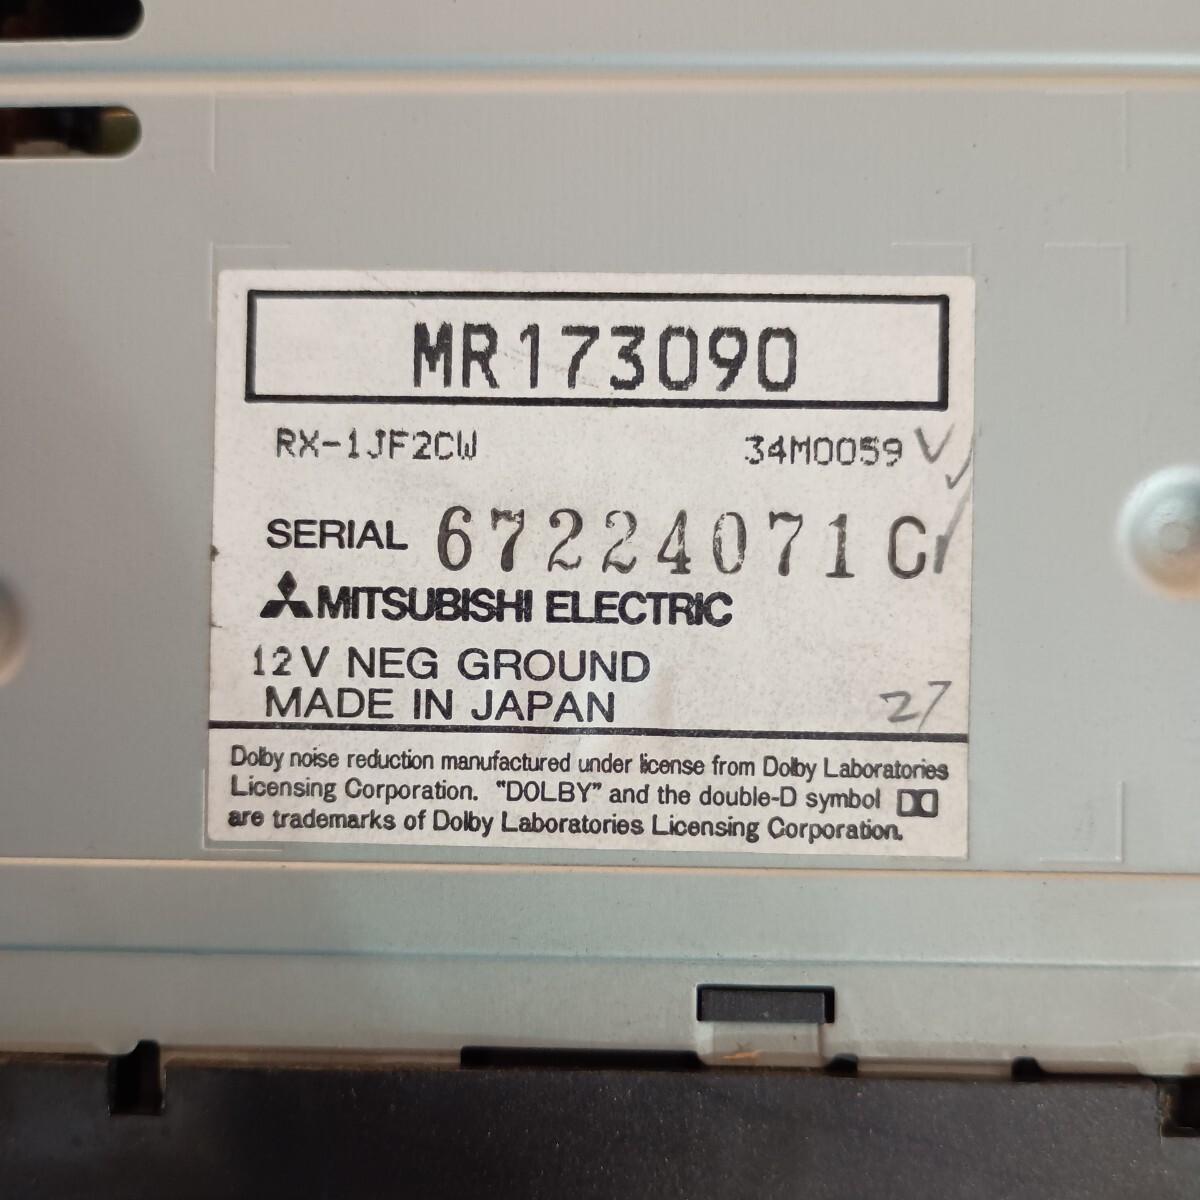 MR173090
RX-1JF2CW 34M0059
SERIAL 67224071C
MITSUBISHI ELECTRIC
12V NEG GROUND
MADE IN JAPAN 27
Dolby noise reduction manufactured under license from Dolby Laboratories
Licensing Corporation. "DOLBY" and the double-D symbol
are trademarks of Dolby Laboratories Licensing Corporation.